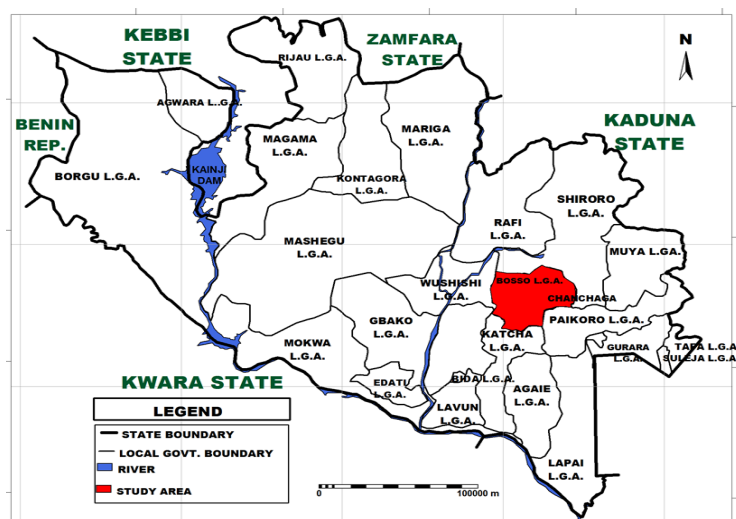 KEBBI
STATE
ZAMFARA
STATE
N
RIJAU L.G.A.
AGWARA L..G.A.
KADUNA
STATE
BENIN
REP.
MAGAMA
L.G.A.
MARIGA
L.G.A.
BORGU L.G.A.
KAINJI
DAM
KONTAGORA
L.G.A.
SHIRORO
L.G.A.
RAFI
L.G.A.
MASHEGU
L.G.A.
MUYA L.GA.
WUSHISHI
L.G.A.
BOSSO L.G.A.
CHANCHAGA
GBAKO
L.G.A.
PAIKORO L.G.A.
KATCHA
L.G.A.
MOKWA
L.G.A.
GURARA
L.G.A.
TAFA L.G.A
SULEJA L.G.A.
KWARA STATE
EDATI
L.G.A.
BIDA L.G.A.
AGAIE
L.G.A.
LAVUN
L.G.A.
LAPAI
L.G.A.
LEGEND
STATE BOUNDARY
LOCAL GOVT. BOUNDARY
RIVER
STUDY AREA
0
100000 m